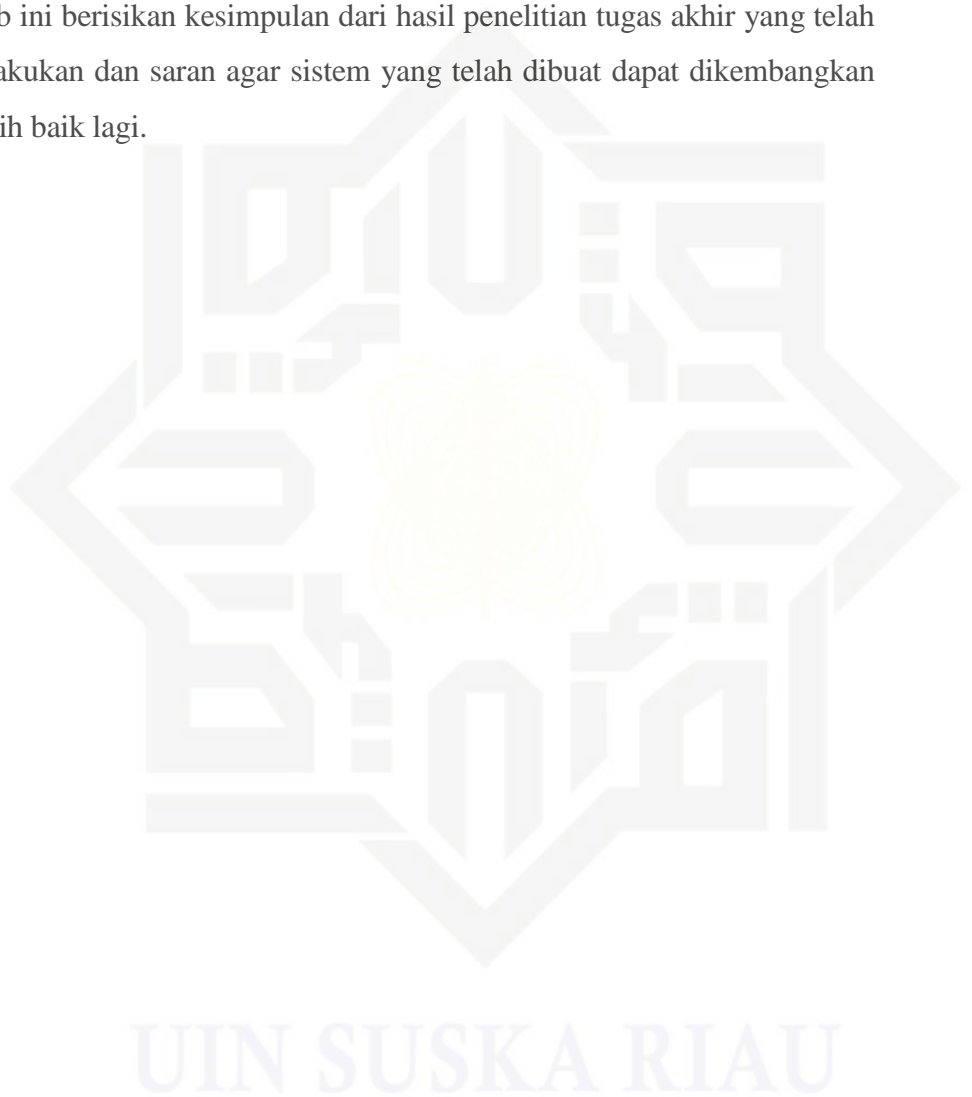 b ini berisikan kesimpulan dari hasil penelitian tugas akhir yang telah
akukan dan saran agar sistem yang telah dibuat dapat dikembangkan
ih baik lagi.
UIN SUSKA RIAU